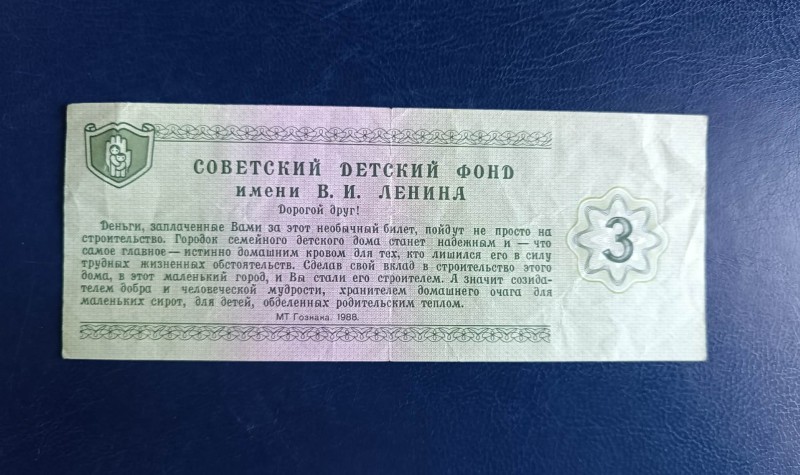 СОВЕТСКИЙ ДЕТСКИЙ ФОНД
имени В. И. ЛЕНИНА
Дорогой друг!
Деньги, заплаченные Вами за этот необычный билет, пойдут не просто на
строительство. Городок семейного детского дома станет надежным и — что
самое главное — истинно домашним кровом для тех, кто лишился его в силу
трудных жизненных обстоятельств. Сделав свой вклад в строительство этого
дома, в этот маленький город, и Вы стали его строителем. А значит созида-
телем добра и человеческой мудрости, хранителем домашнего очага для
маленьких сирот, для детей, обделенных родительским теплом.
МТ Гознака. 1988.
3